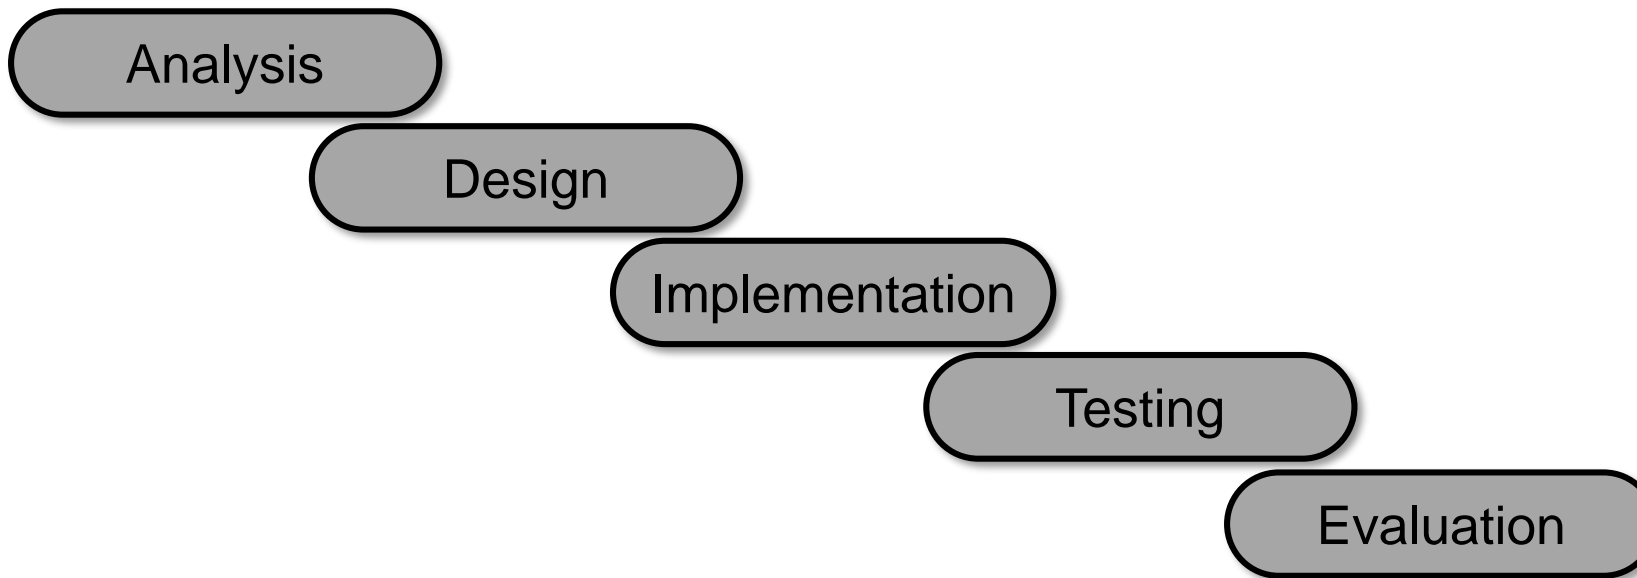 Analysis
Design
Implementation
Testing
Evaluation